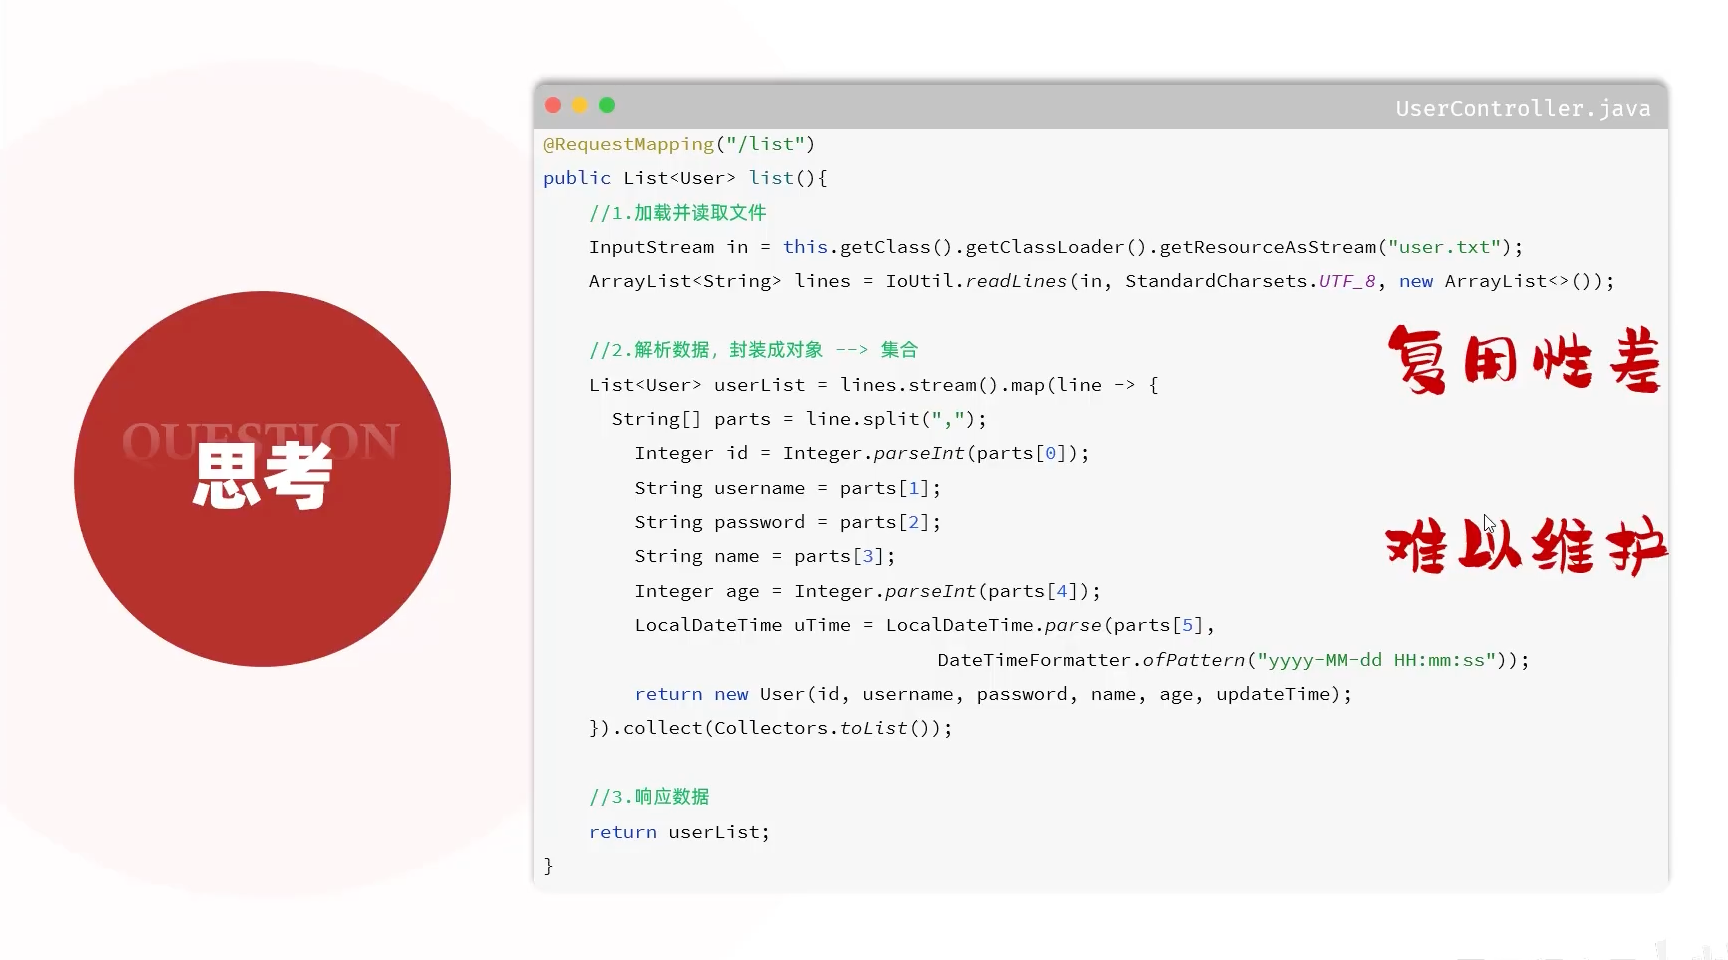 QUESTION
思考
UserController.java
@RequestMapping("/list")
public List<User> list(){
//1.加载并读取文件
InputStream in = this.getClass().getClassLoader().getResourceAsStream("user.txt");
ArrayList<String> lines = IoUtil.readLines(in, StandardCharsets.UTF_8, new ArrayList<>());
//2.解析数据，封装成对象 --> 集合
复用性差
List<User> userList = lines.stream().map(line -> {
String[] parts = line.split(",");
Integer id = Integer.parseInt(parts[0]);
String username = parts[1];
String password = parts[2];
难以维护
String name = parts[3];
Integer age = Integer.parseInt(parts[4]);
LocalDateTime uTime = LocalDateTime.parse(parts[5],
DateTimeFormatter.ofPattern("yyyy-MM-dd HH:mm:ss"));
return new User(id, username, password, name, age, updateTime);
}).collect(Collectors.toList());
//3.响应数据
return userList;
}